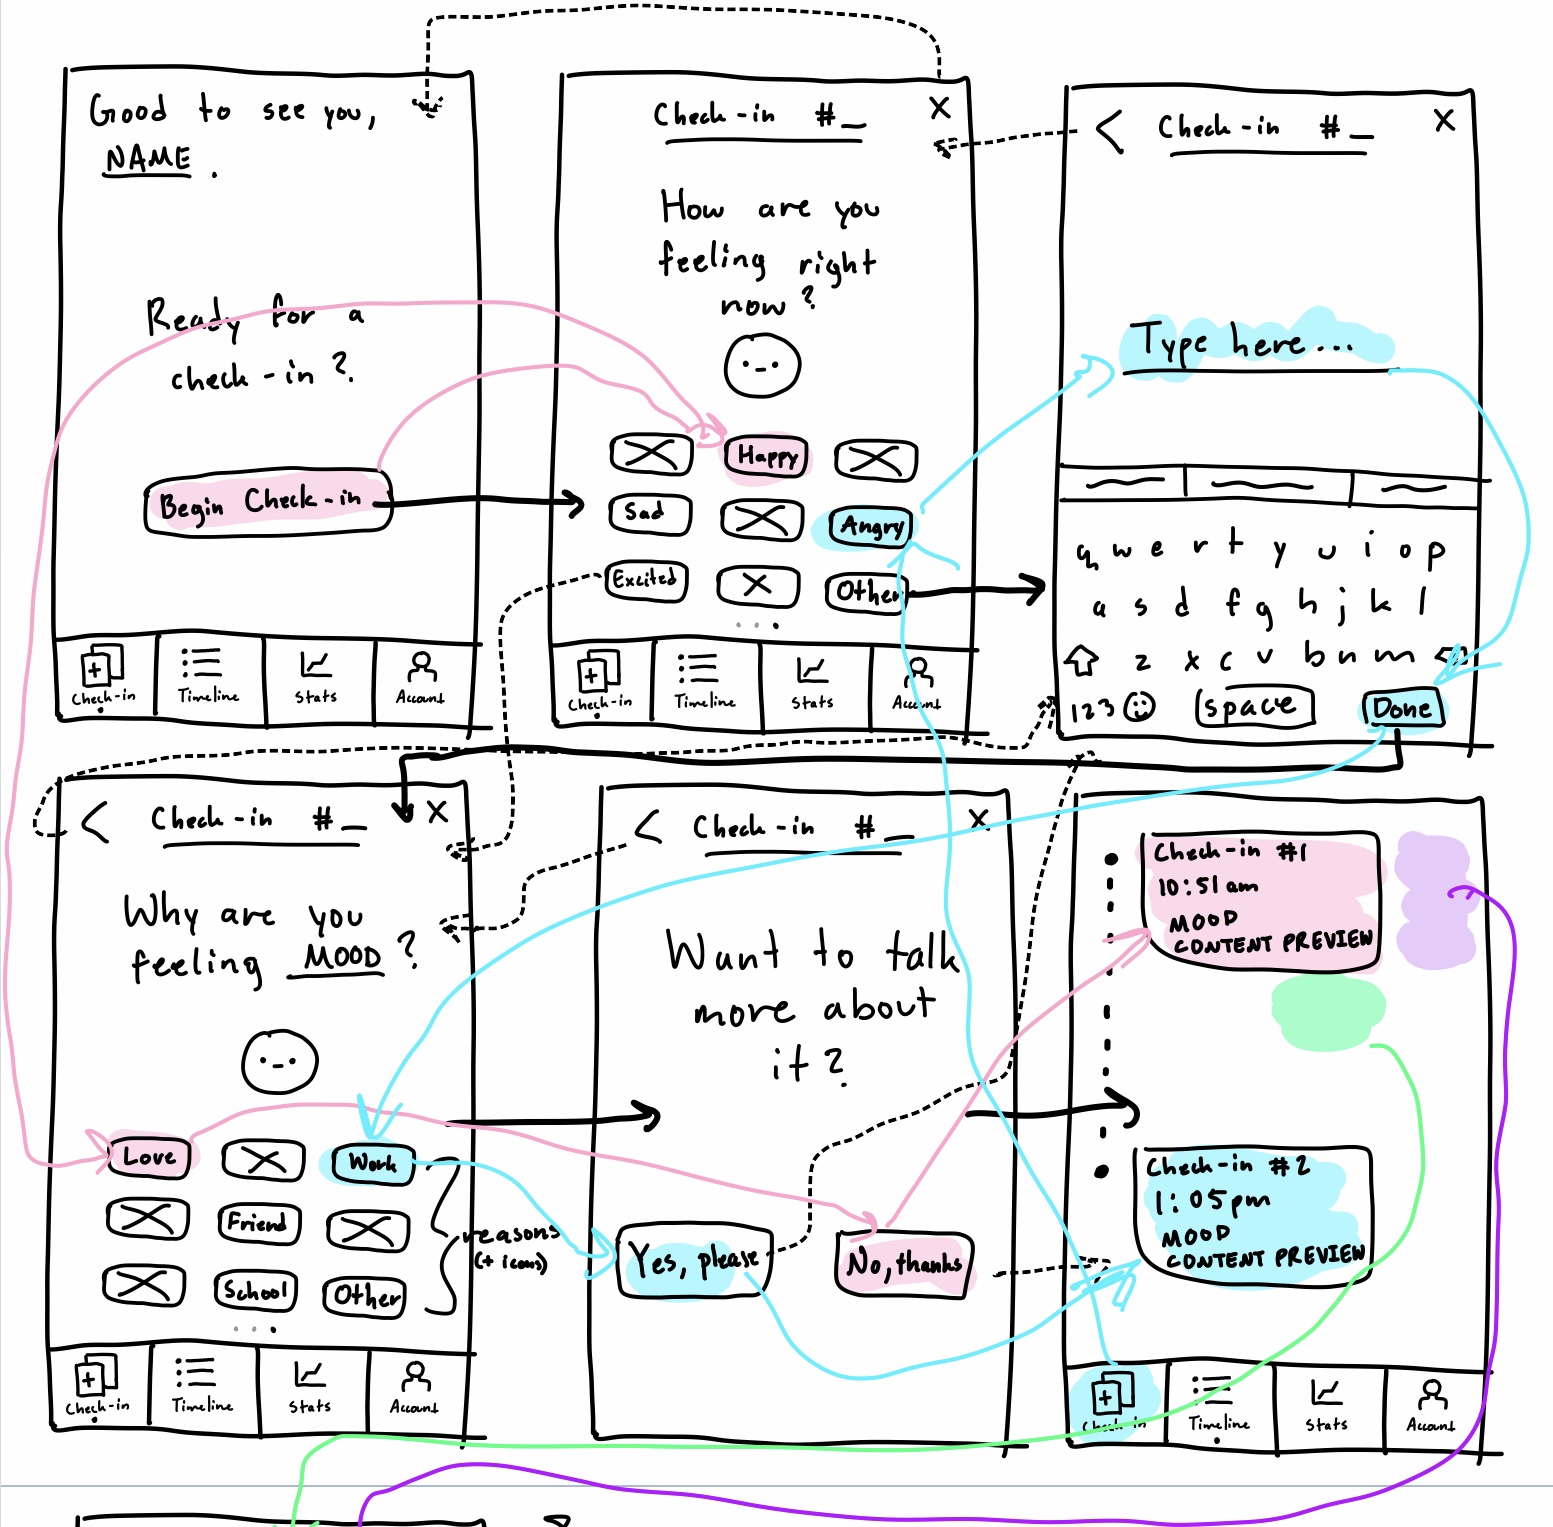 Good to see you,
NAME.
Ready for a
check-in?
Begin Check-in
Check-in
Timeline
Stats
Account
Check-in #_
X
How are you
feeling right
now?
Happy
Sad
Angry
Excited
Other
...
Check-in
Timeline
Stats
Account
< Check-in #_
X
Type here...
q w e r t y u i o p
a s d f g h j k l
z x c v b n m
123
space
Done
< Check-in #_
X
Why are you
feeling MOOD?
Love
Work
Friend
School
Other
...
reasons
(+ icons)
Check-in
Timeline
Stats
Account
< Check-in #_
X
Want to talk
more about
it?
Yes, please
No, thanks
Check-in #1
10:51am
MOOD
CONTENT PREVIEW
Check-in #2
1:05pm
MOOD
CONTENT PREVIEW
Check-in
Timeline
Stats
Account